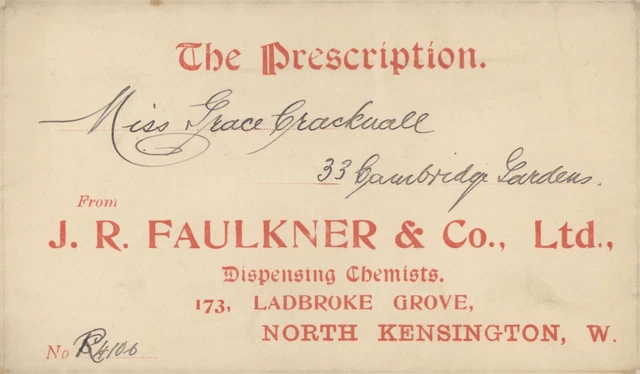 The Prescription.
Miss Grace Cracknall
33 Cambridge Gardens.
From
J. R. FAULKNER & Co., Ltd.,
Dispensing Chemists.
173, LADBROKE GROVE,
NORTH KENSINGTON, W.
No